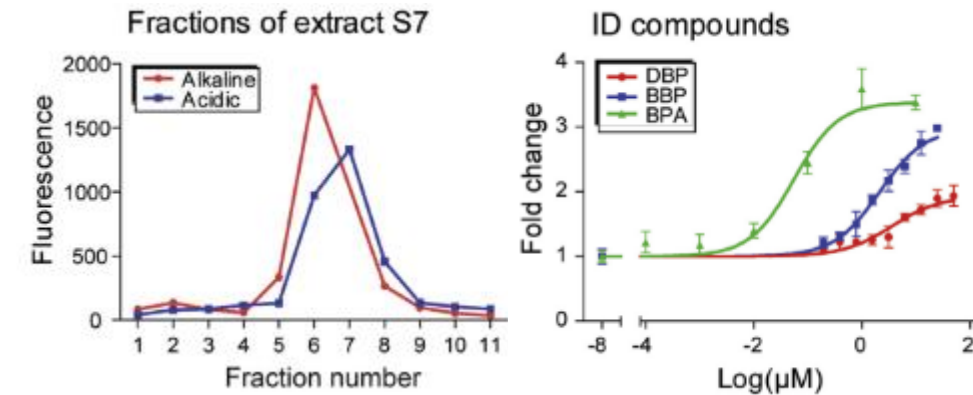 Fractions of extract S7
2000
1500
1000
500
0
Alkaline
Acidic
Fluorescence
1 2 3 4 5 6 7 8 9 10 11
Fraction number
ID compounds
4
3
2
1
0
DBP
BBP
BPA
Fold change
-8 -4 -2 0 2
Log(µM)